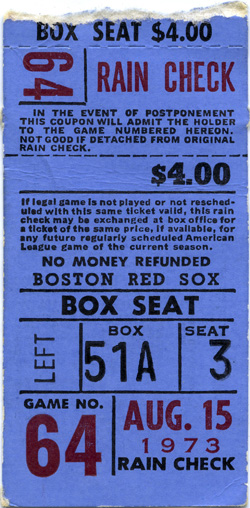 BOX SEAT $4.00
64
RAIN CHECK
IN THE EVENT OF POSTPONEMENT
THIS COUPON WILL ADMIT THE HOLDER
TO THE GAME NUMBERED HEREON.
NOT GOOD IF DETACHED FROM ORIGINAL
RAIN CHECK.
$4.00
If legal game is not played or not resched-
uled with this same ticket valid, this rain
check may be exchanged at box office for
a ticket of the same price, if available, for
any future regularly scheduled American
League game of the current season.
NO MONEY REFUNDED
BOSTON RED SOX
BOX SEAT
LEFT
BOX
51A
SEAT
3
GAME NO.
64
AUG. 15
1973
RAIN CHECK